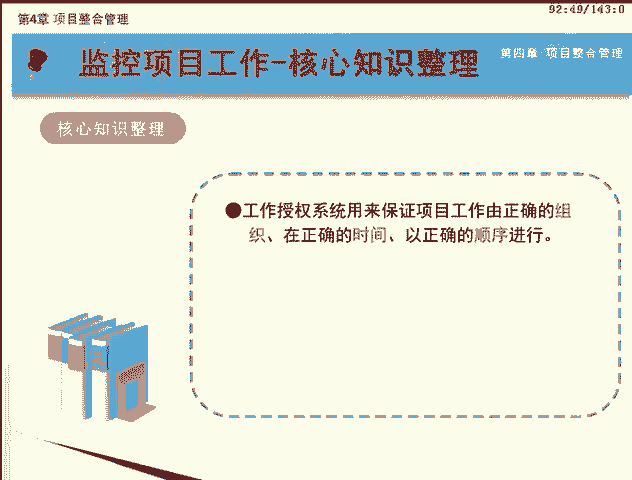 第4章 项目整合管理
92:49/143:0
监控项目工作-核心知识整理
第四章 项目整合管理
核心知识整理
●工作授权系统用来保证项目工作由正确的组
织、在正确的时间、以正确的顺序进行。